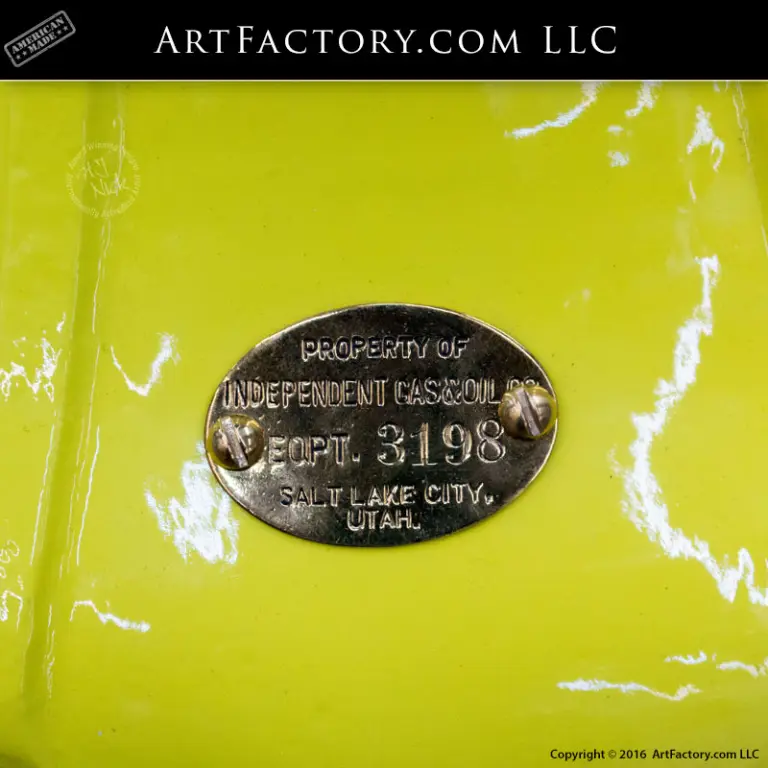 AMERICAN
MADE
ArtFactory.com LLC
PROPERTY OF
INDEPENDENT GAS&OIL CO.
EQPT. 3198
SALT LAKE CITY,
UTAH.
Copyright © 2016 ArtFactory.com LLC